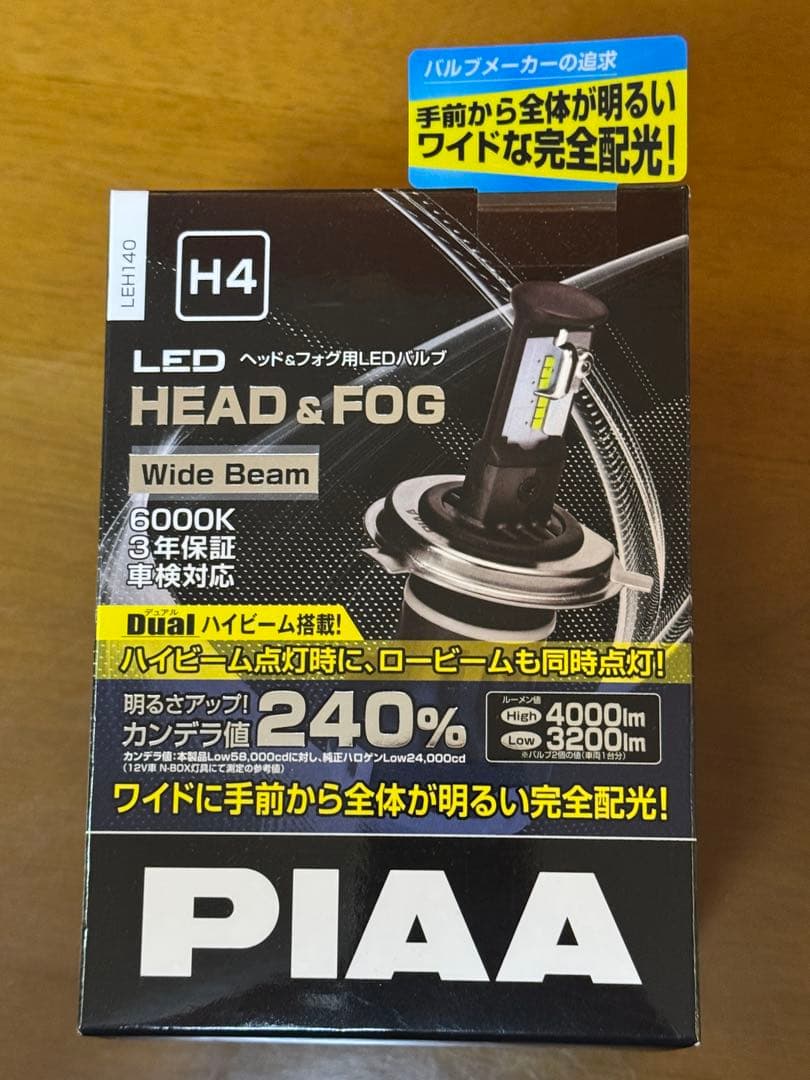 バルブメーカーの追求
手前から全体が明るい
ワイドな完全配光!
LEH140
H4
LED ヘッド&フォグ用LEDバルブ
HEAD & FOG
Wide Beam
6000K
3年保証
車検対応
デュアル
Dual ハイビーム搭載!
ハイビーム点灯時に、ロービームも同時点灯!
明るさアップ!
カンデラ値 240%
カンデラ値:本製品Low58,000cdに対し、純正ハロゲンLow24,000cd
(12V車 N-BOX灯具にて測定の参考値)
ルーメン値
High 4000lm
Low 3200lm
※バルブ2個の値(車両1台分)
ワイドに手前から全体が明るい完全配光!
PIAA